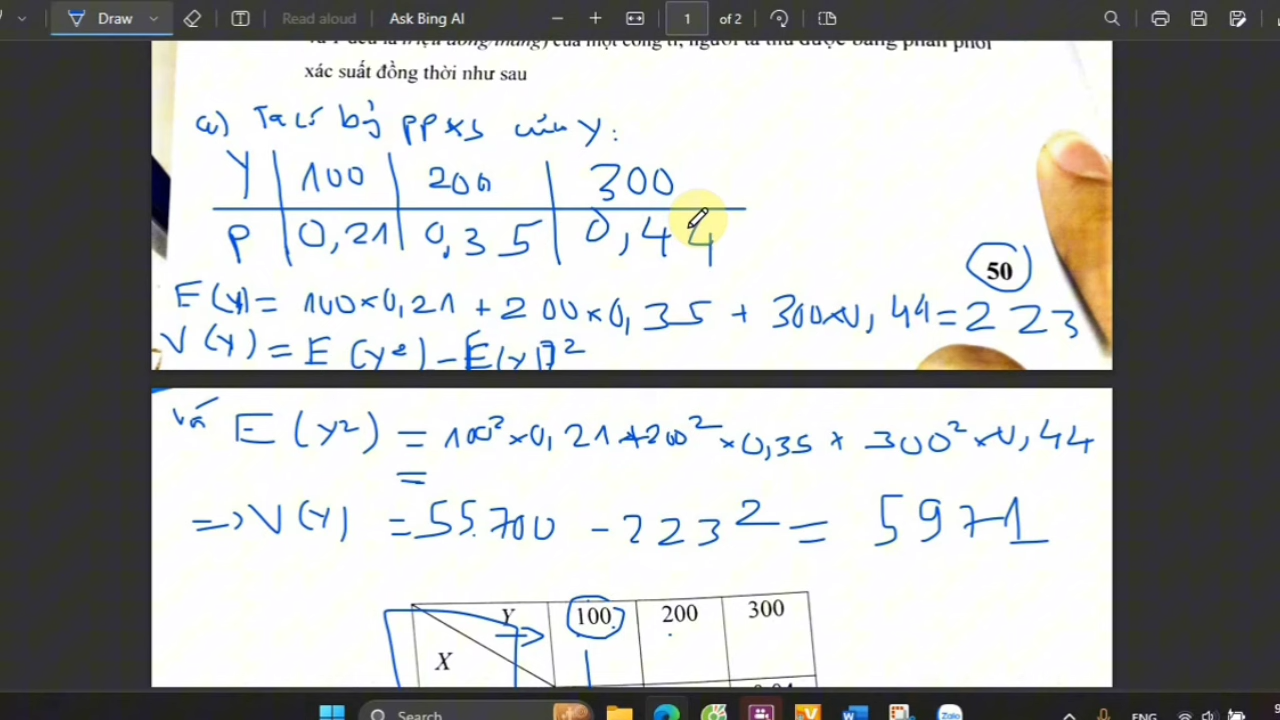 Draw
Read aloud
Ask Bing AI
1
of 2
xác suất đồng thời như sau
a) Ta có bảng PPXS của Y:
Y | 100 | 200 | 300
P | 0,21 | 0,35 | 0,44
50
E(Y) = 100×0,21 + 200×0,35 + 300×0,44 = 223
V(Y) = E(Y²) - [E(Y)]²
và E(Y²) = 100²×0,21 + 200²×0,35 + 300²×0,44
=
=> V(Y) = 55.700 - 223² = 5971
Y 100 200 300
X
Search
Zalo
ENG